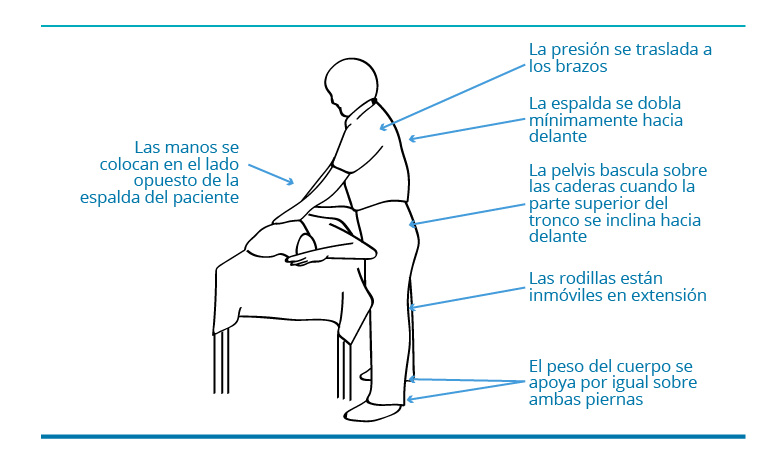 La presión se traslada a
los brazos
La espalda se dobla
mínimamente hacia
delante
Las manos se
colocan en el lado
opuesto de la
espalda del paciente
La pelvis bascula sobre
las caderas cuando la
parte superior del
tronco se inclina hacia
delante
Las rodillas están
inmóviles en extensión
El peso del cuerpo se
apoya por igual sobre
ambas piernas